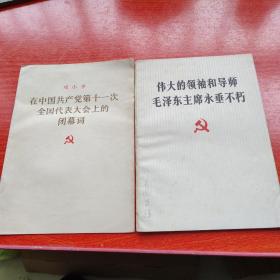 邓小平
在中国共产党第十一次
全国代表大会上的
闭幕词
伟大的领袖和导师
毛泽东主席永垂不朽